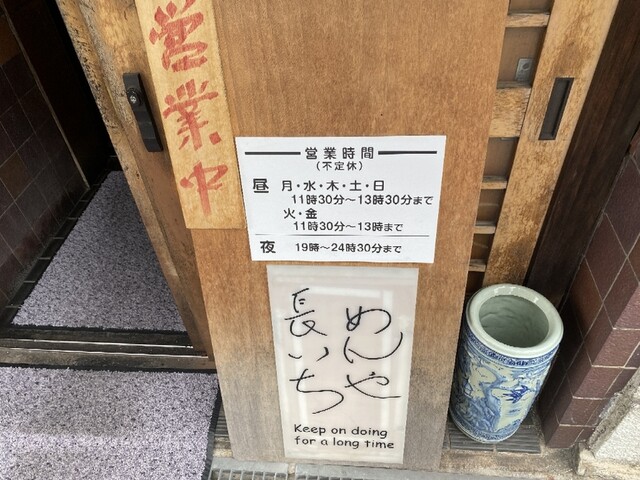 営業中
営業時間
（不定休）
昼 月・水・木・土・日
11時30分～13時30分まで
火・金
11時30分～13時まで
夜 19時～24時30分まで
めんや
長いち
Keep on doing
for a long time